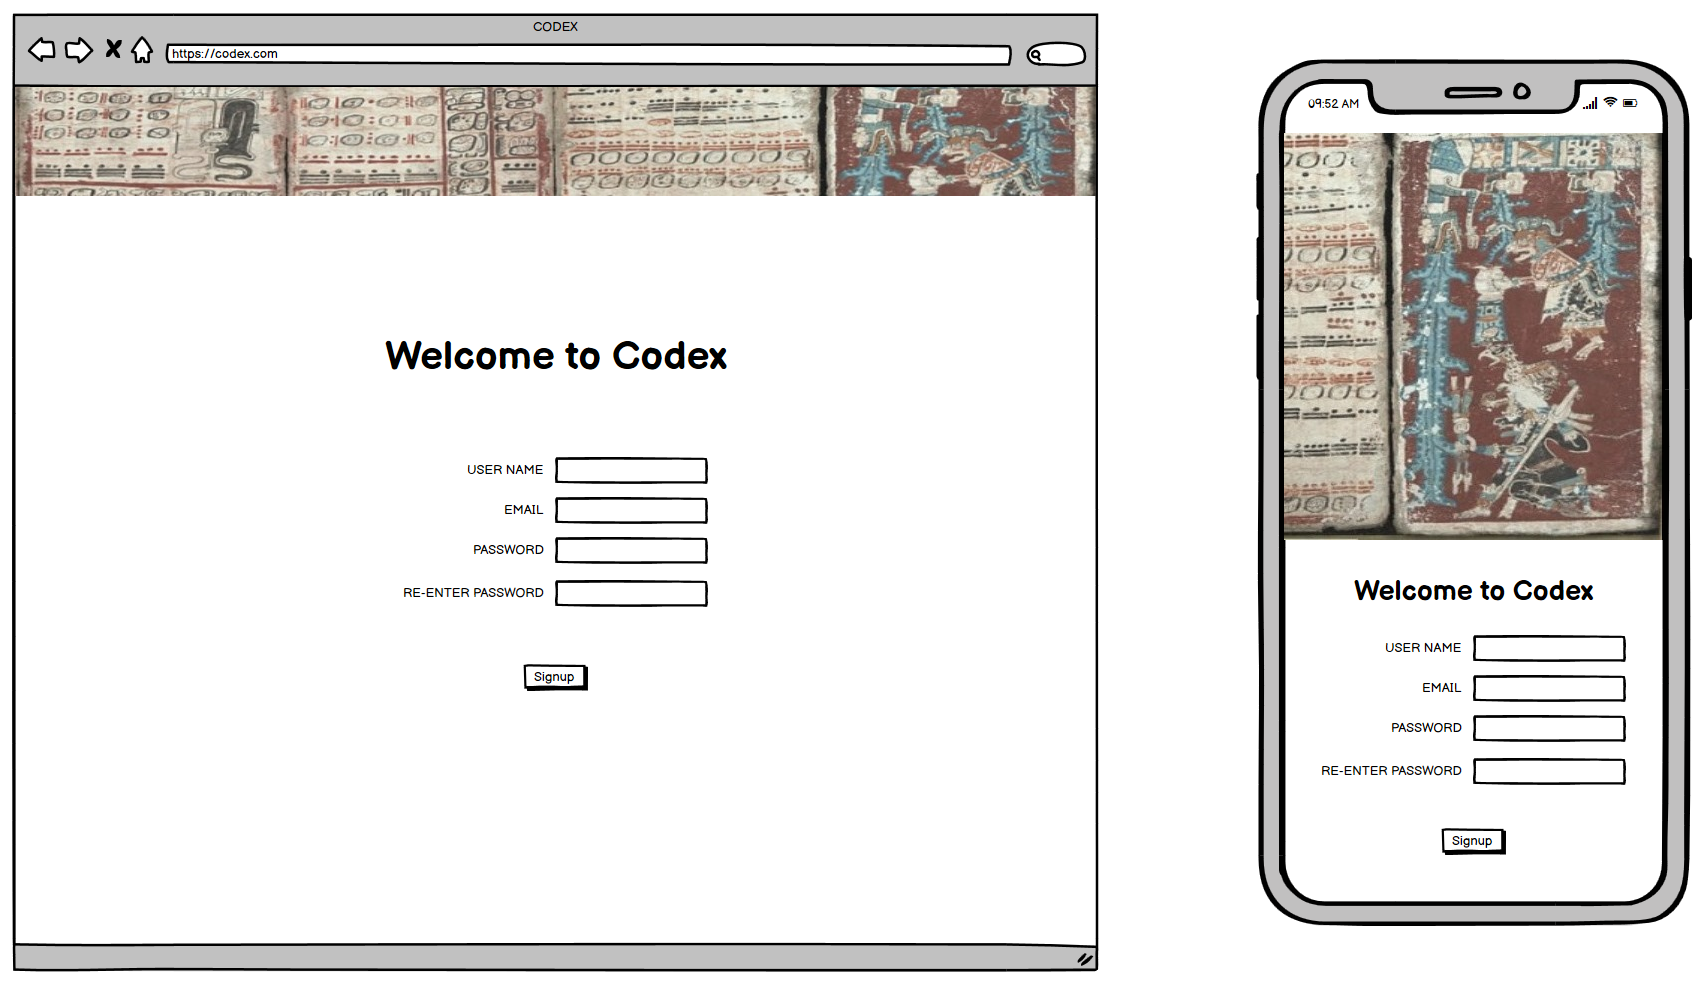 CODEX
https://codex.com
Welcome to Codex
USER NAME
EMAIL
PASSWORD
RE-ENTER PASSWORD
Signup
09:52 AM
Welcome to Codex
USER NAME
EMAIL
PASSWORD
RE-ENTER PASSWORD
Signup